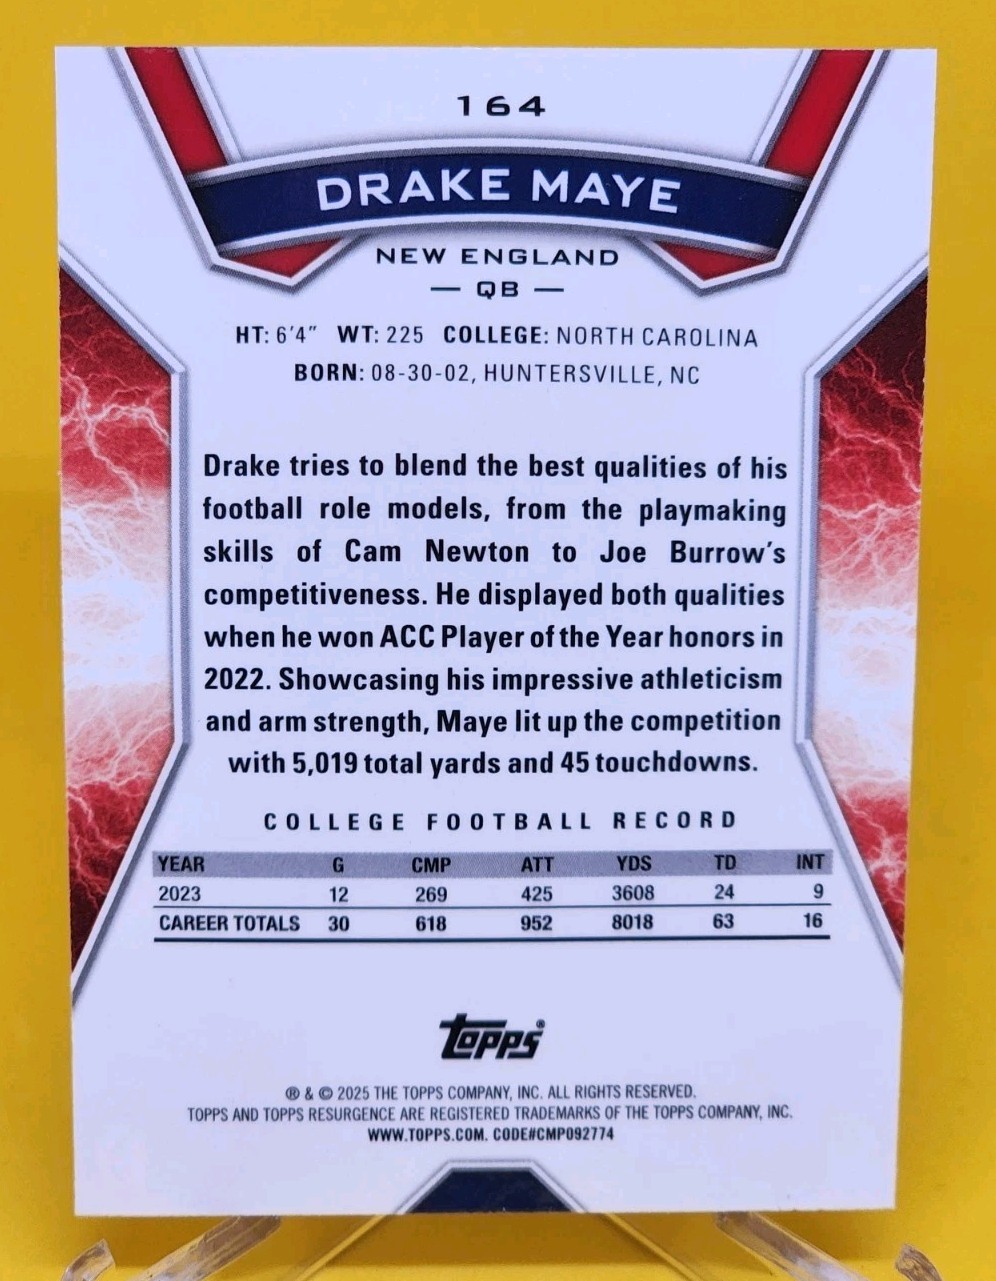 164
DRAKE MAYE
NEW ENGLAND
— QB —
HT: 6'4" WT: 225 COLLEGE: NORTH CAROLINA
BORN: 08-30-02, HUNTERSVILLE, NC
Drake tries to blend the best qualities of his
football role models, from the playmaking
skills of Cam Newton to Joe Burrow's
competitiveness. He displayed both qualities
when he won ACC Player of the Year honors in
2022. Showcasing his impressive athleticism
and arm strength, Maye lit up the competition
with 5,019 total yards and 45 touchdowns.
COLLEGE FOOTBALL RECORD
YEAR G CMP ATT YDS TD INT
2023 12 269 425 3608 24 9
CAREER TOTALS 30 618 952 8018 63 16
Topps®
® & © 2025 THE TOPPS COMPANY, INC. ALL RIGHTS RESERVED.
TOPPS AND TOPPS RESURGENCE ARE REGISTERED TRADEMARKS OF THE TOPPS COMPANY, INC.
WWW.TOPPS.COM. CODE#CMP092774